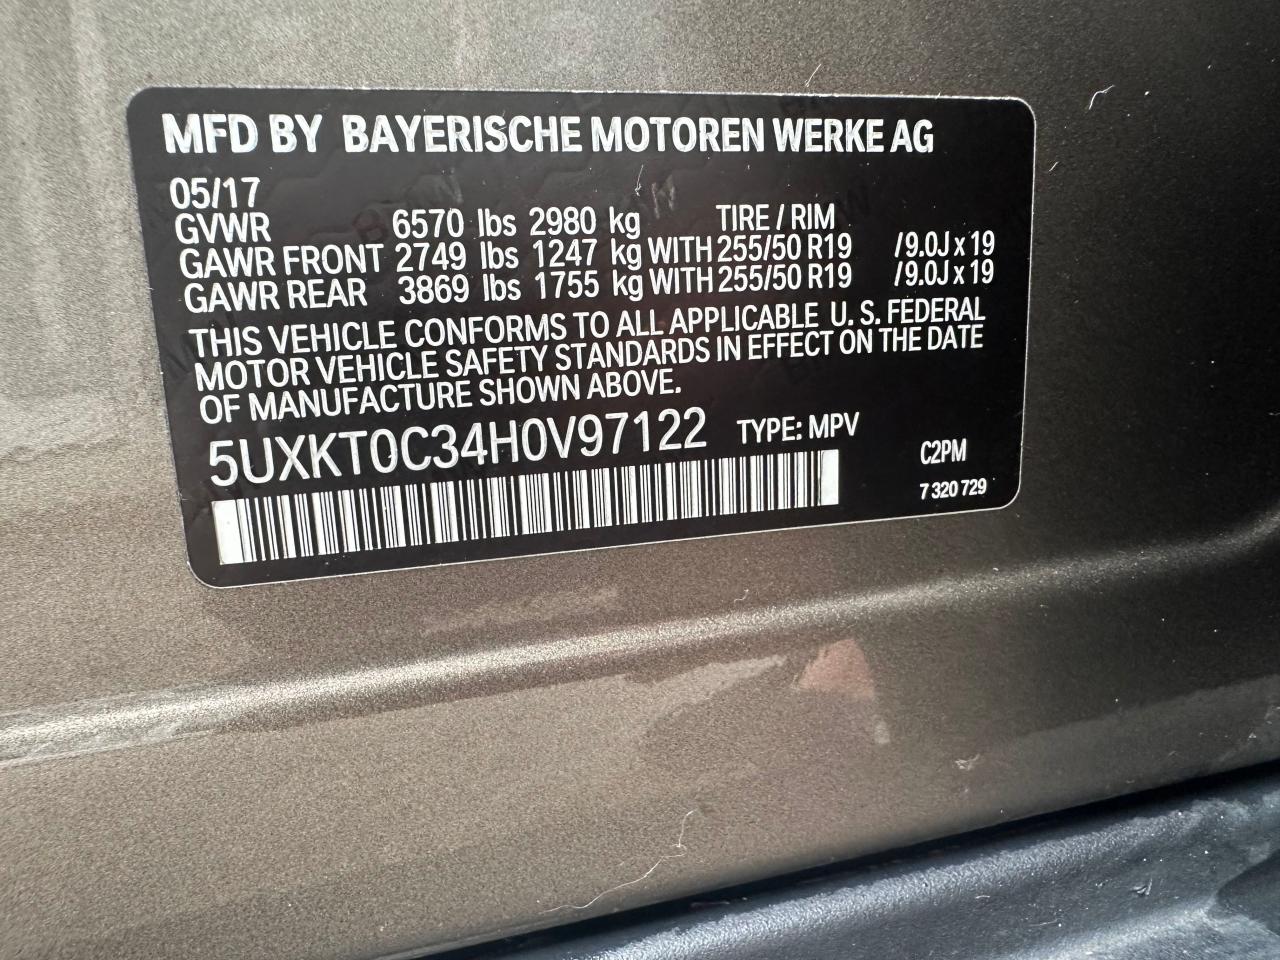 MFD BY BAYERISCHE MOTOREN WERKE AG
05/17
GVWR 6570 lbs 2980 kg TIRE / RIM
GAWR FRONT 2749 lbs 1247 kg WITH 255/50 R19 /9.0J x 19
GAWR REAR 3869 lbs 1755 kg WITH 255/50 R19 /9.0J x 19
THIS VEHICLE CONFORMS TO ALL APPLICABLE U. S. FEDERAL
MOTOR VEHICLE SAFETY STANDARDS IN EFFECT ON THE DATE
OF MANUFACTURE SHOWN ABOVE.
5UXKT0C34H0V97122 TYPE: MPV
C2PM
7 320 729